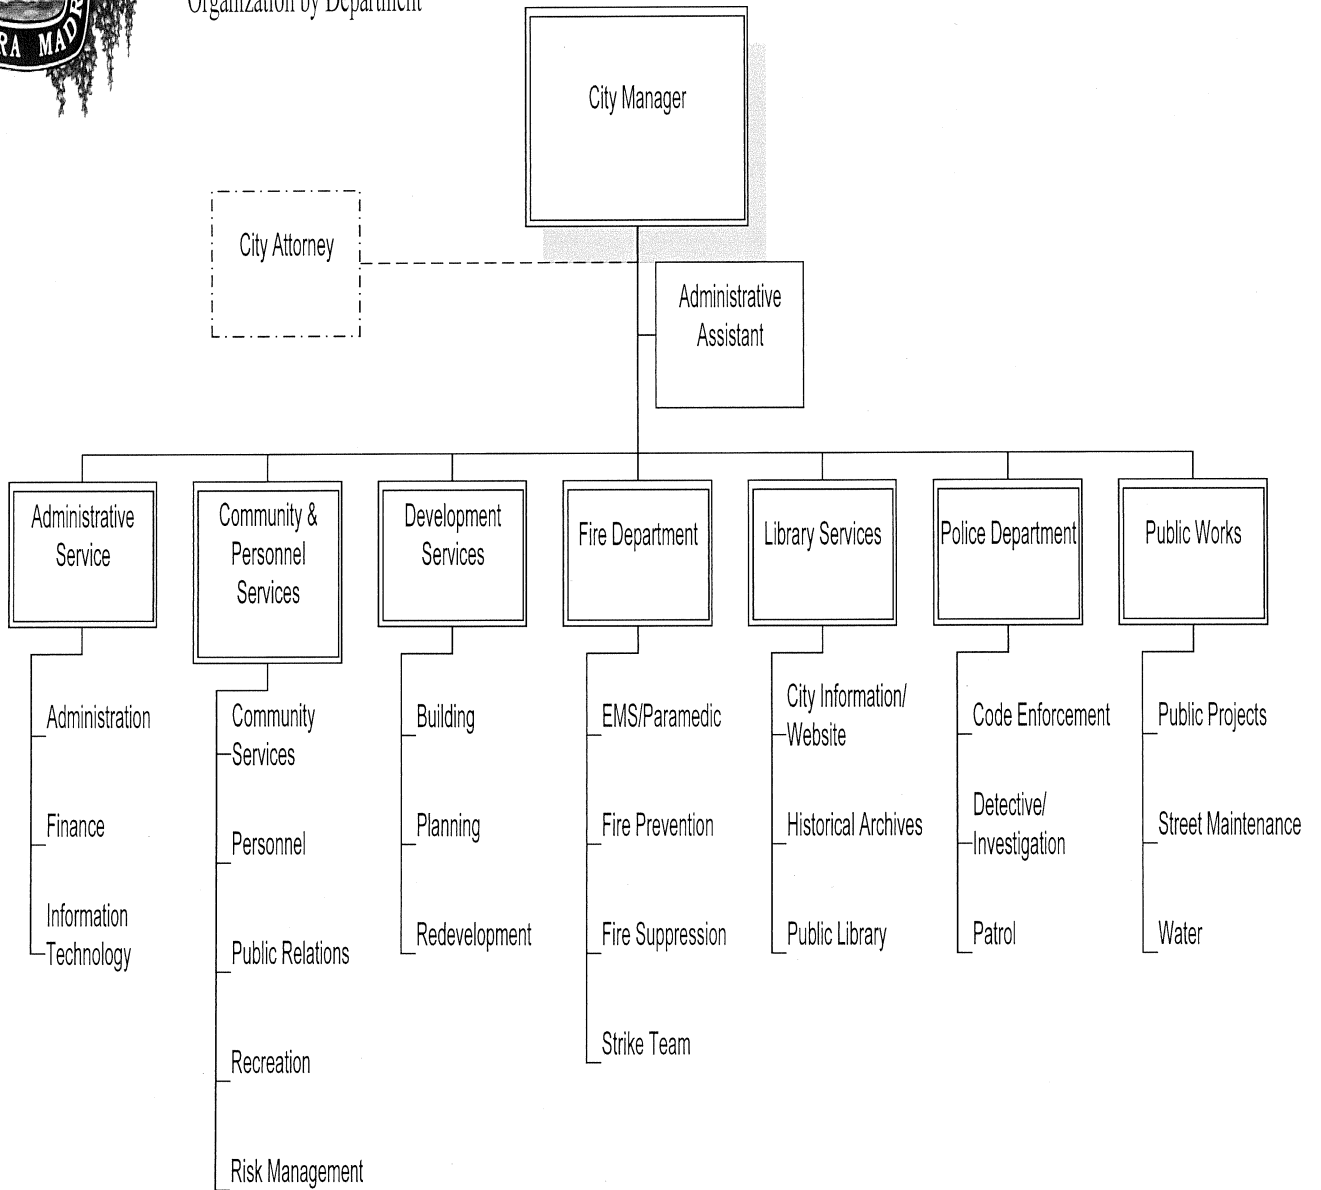 RA MADR
Organization by Department
City Manager
City Attorney
Administrative
Assistant
Administrative
Service
Community &
Personnel
Services
Development
Services
Fire Department
Library Services
Police Department
Public Works
Administration
Finance
Information
Technology
Community
Services
Personnel
Public Relations
Recreation
Risk Management
Building
Planning
Redevelopment
EMS/Paramedic
Fire Prevention
Fire Suppression
Strike Team
City Information/
Website
Historical Archives
Public Library
Code Enforcement
Detective/
Investigation
Patrol
Public Projects
Street Maintenance
Water